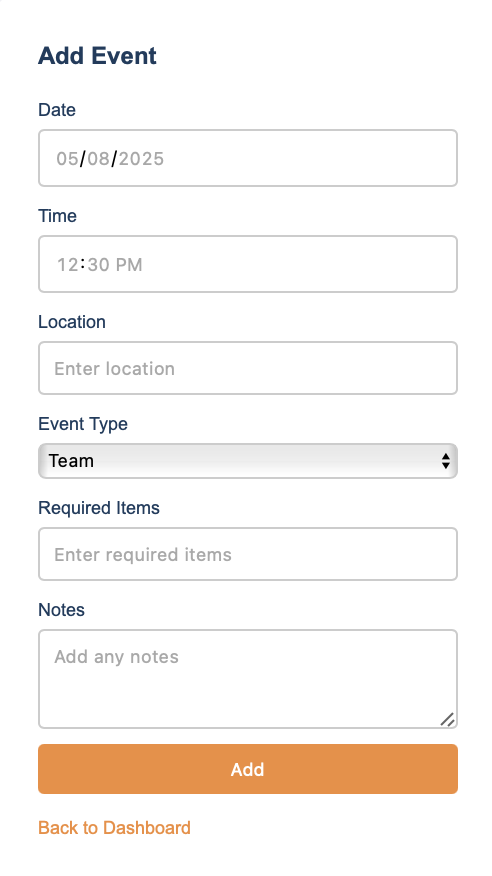 Add Event
Date
05/08/2025
Time
12:30 PM
Location
Enter location
Event Type
Team
Required Items
Enter required items
Notes
Add any notes
Add
Back to Dashboard